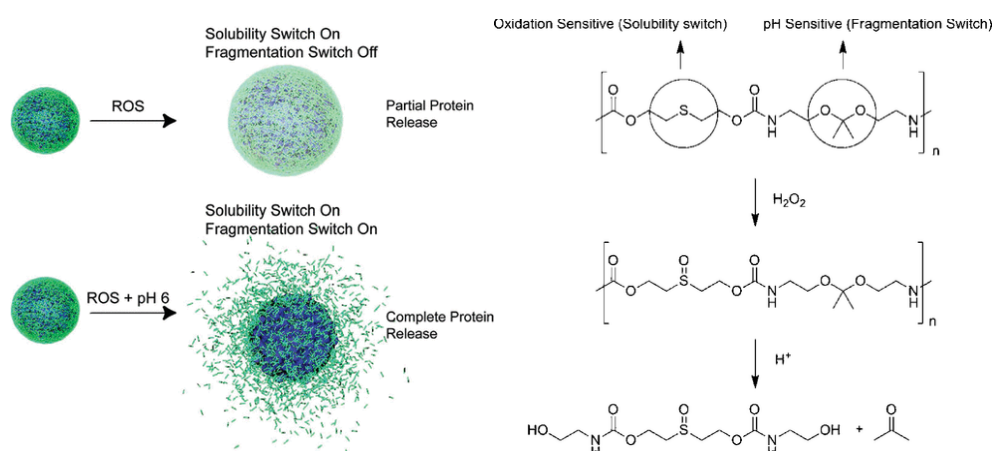 Solubility Switch On
Fragmentation Switch Off
ROS
Partial Protein
Release
Solubility Switch On
Fragmentation Switch On
ROS + pH 6
Complete Protein
Release
Oxidation Sensitive (Solubility switch)
pH Sensitive (Fragmentation Switch)
O
O
S
O
O
N
H
O
O
N
H
n
H₂O₂
O
O
O
S
O
O
N
H
O
O
N
H
n
H⁺
HO
N
H
O
O
O
S
O
O
N
H
OH
+
O